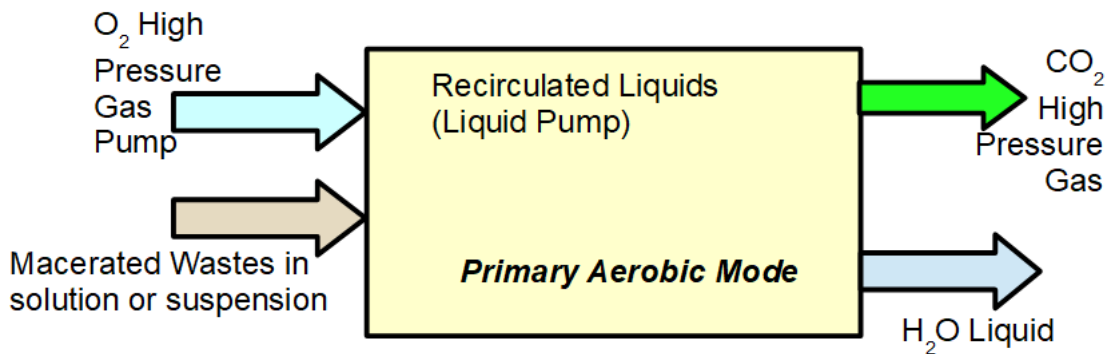 O₂ High
Pressure
Gas
Pump
Macerated Wastes in
solution or suspension
Recirculated Liquids
(Liquid Pump)
Primary Aerobic Mode
CO₂
High
Pressure
Gas
H₂O Liquid